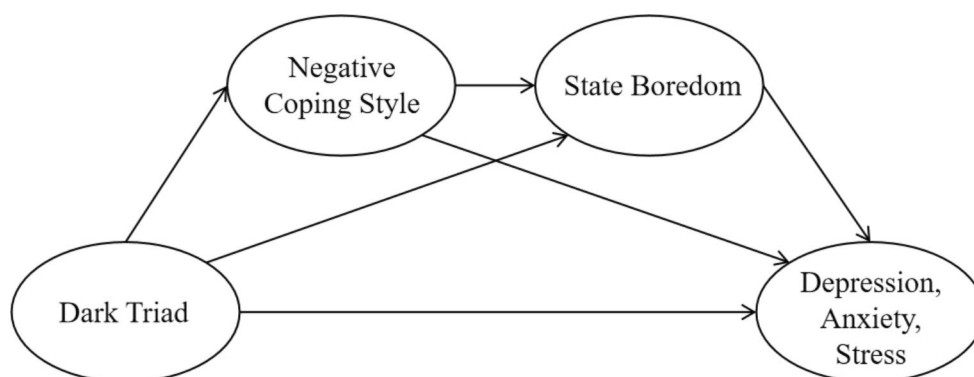 Negative
Coping Style
State Boredom
Dark Triad
Depression,
Anxiety,
Stress